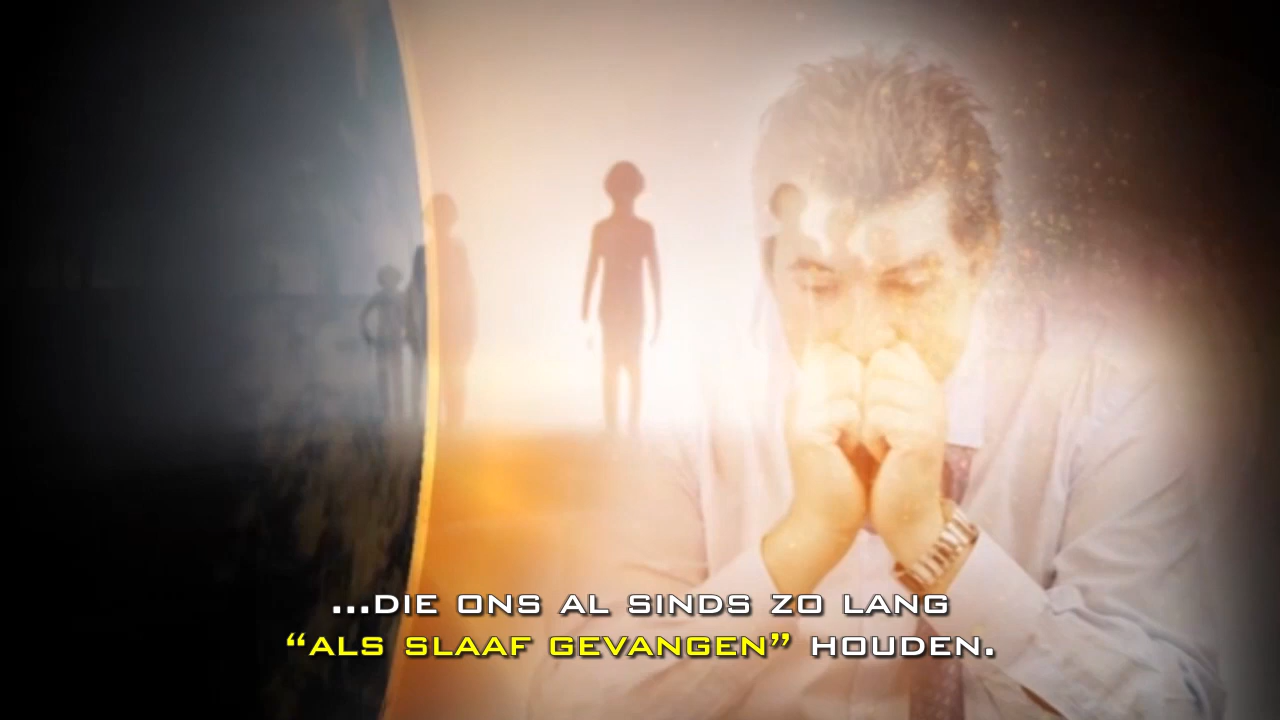 ...DIE ONS AL SINDS ZO LANG
“ALS SLAAF GEVANGEN” HOUDEN.